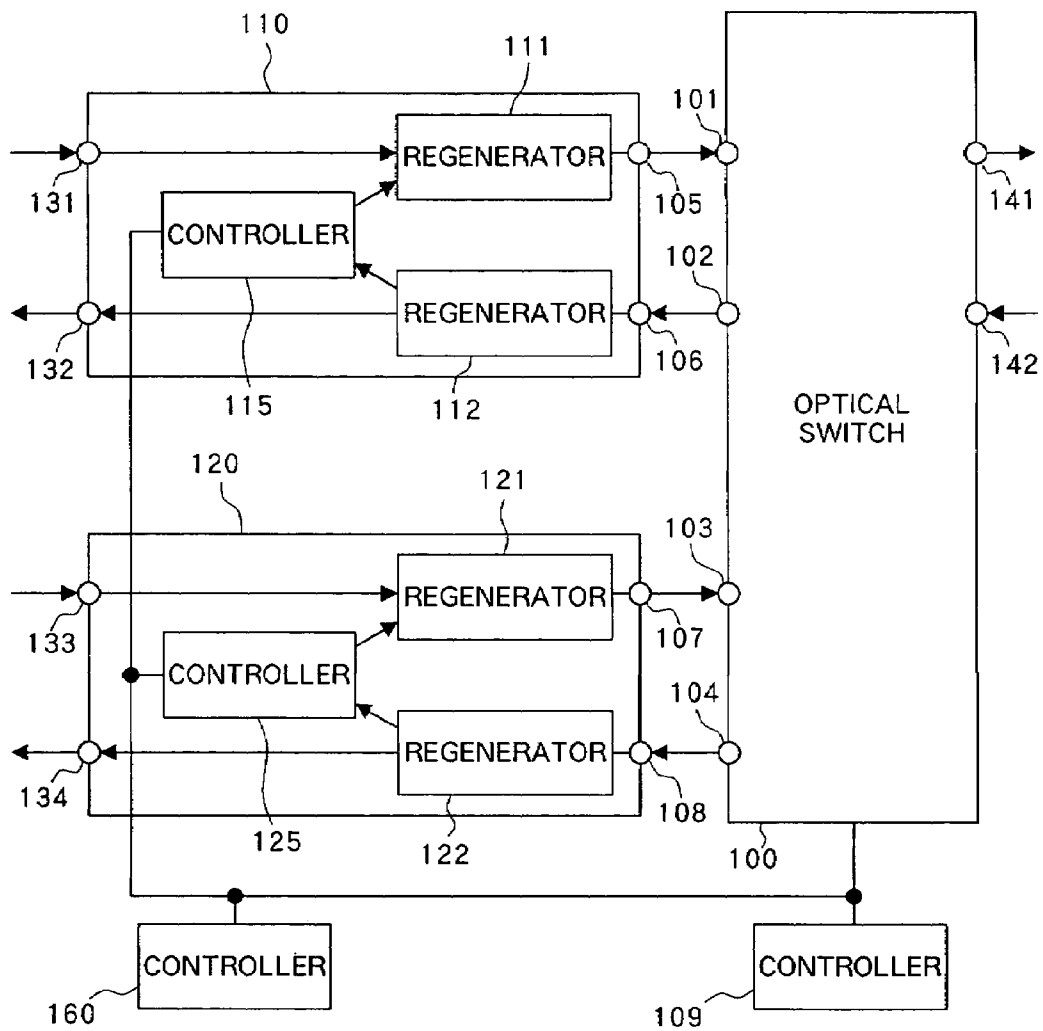 110
111
101
REGENERATOR
131
105
141
CONTROLLER
102
REGENERATOR
132
106
142
115
112
OPTICAL
SWITCH
120
121
103
REGENERATOR
133
107
CONTROLLER
104
REGENERATOR
134
108
125
122
100
CONTROLLER
CONTROLLER
160
109